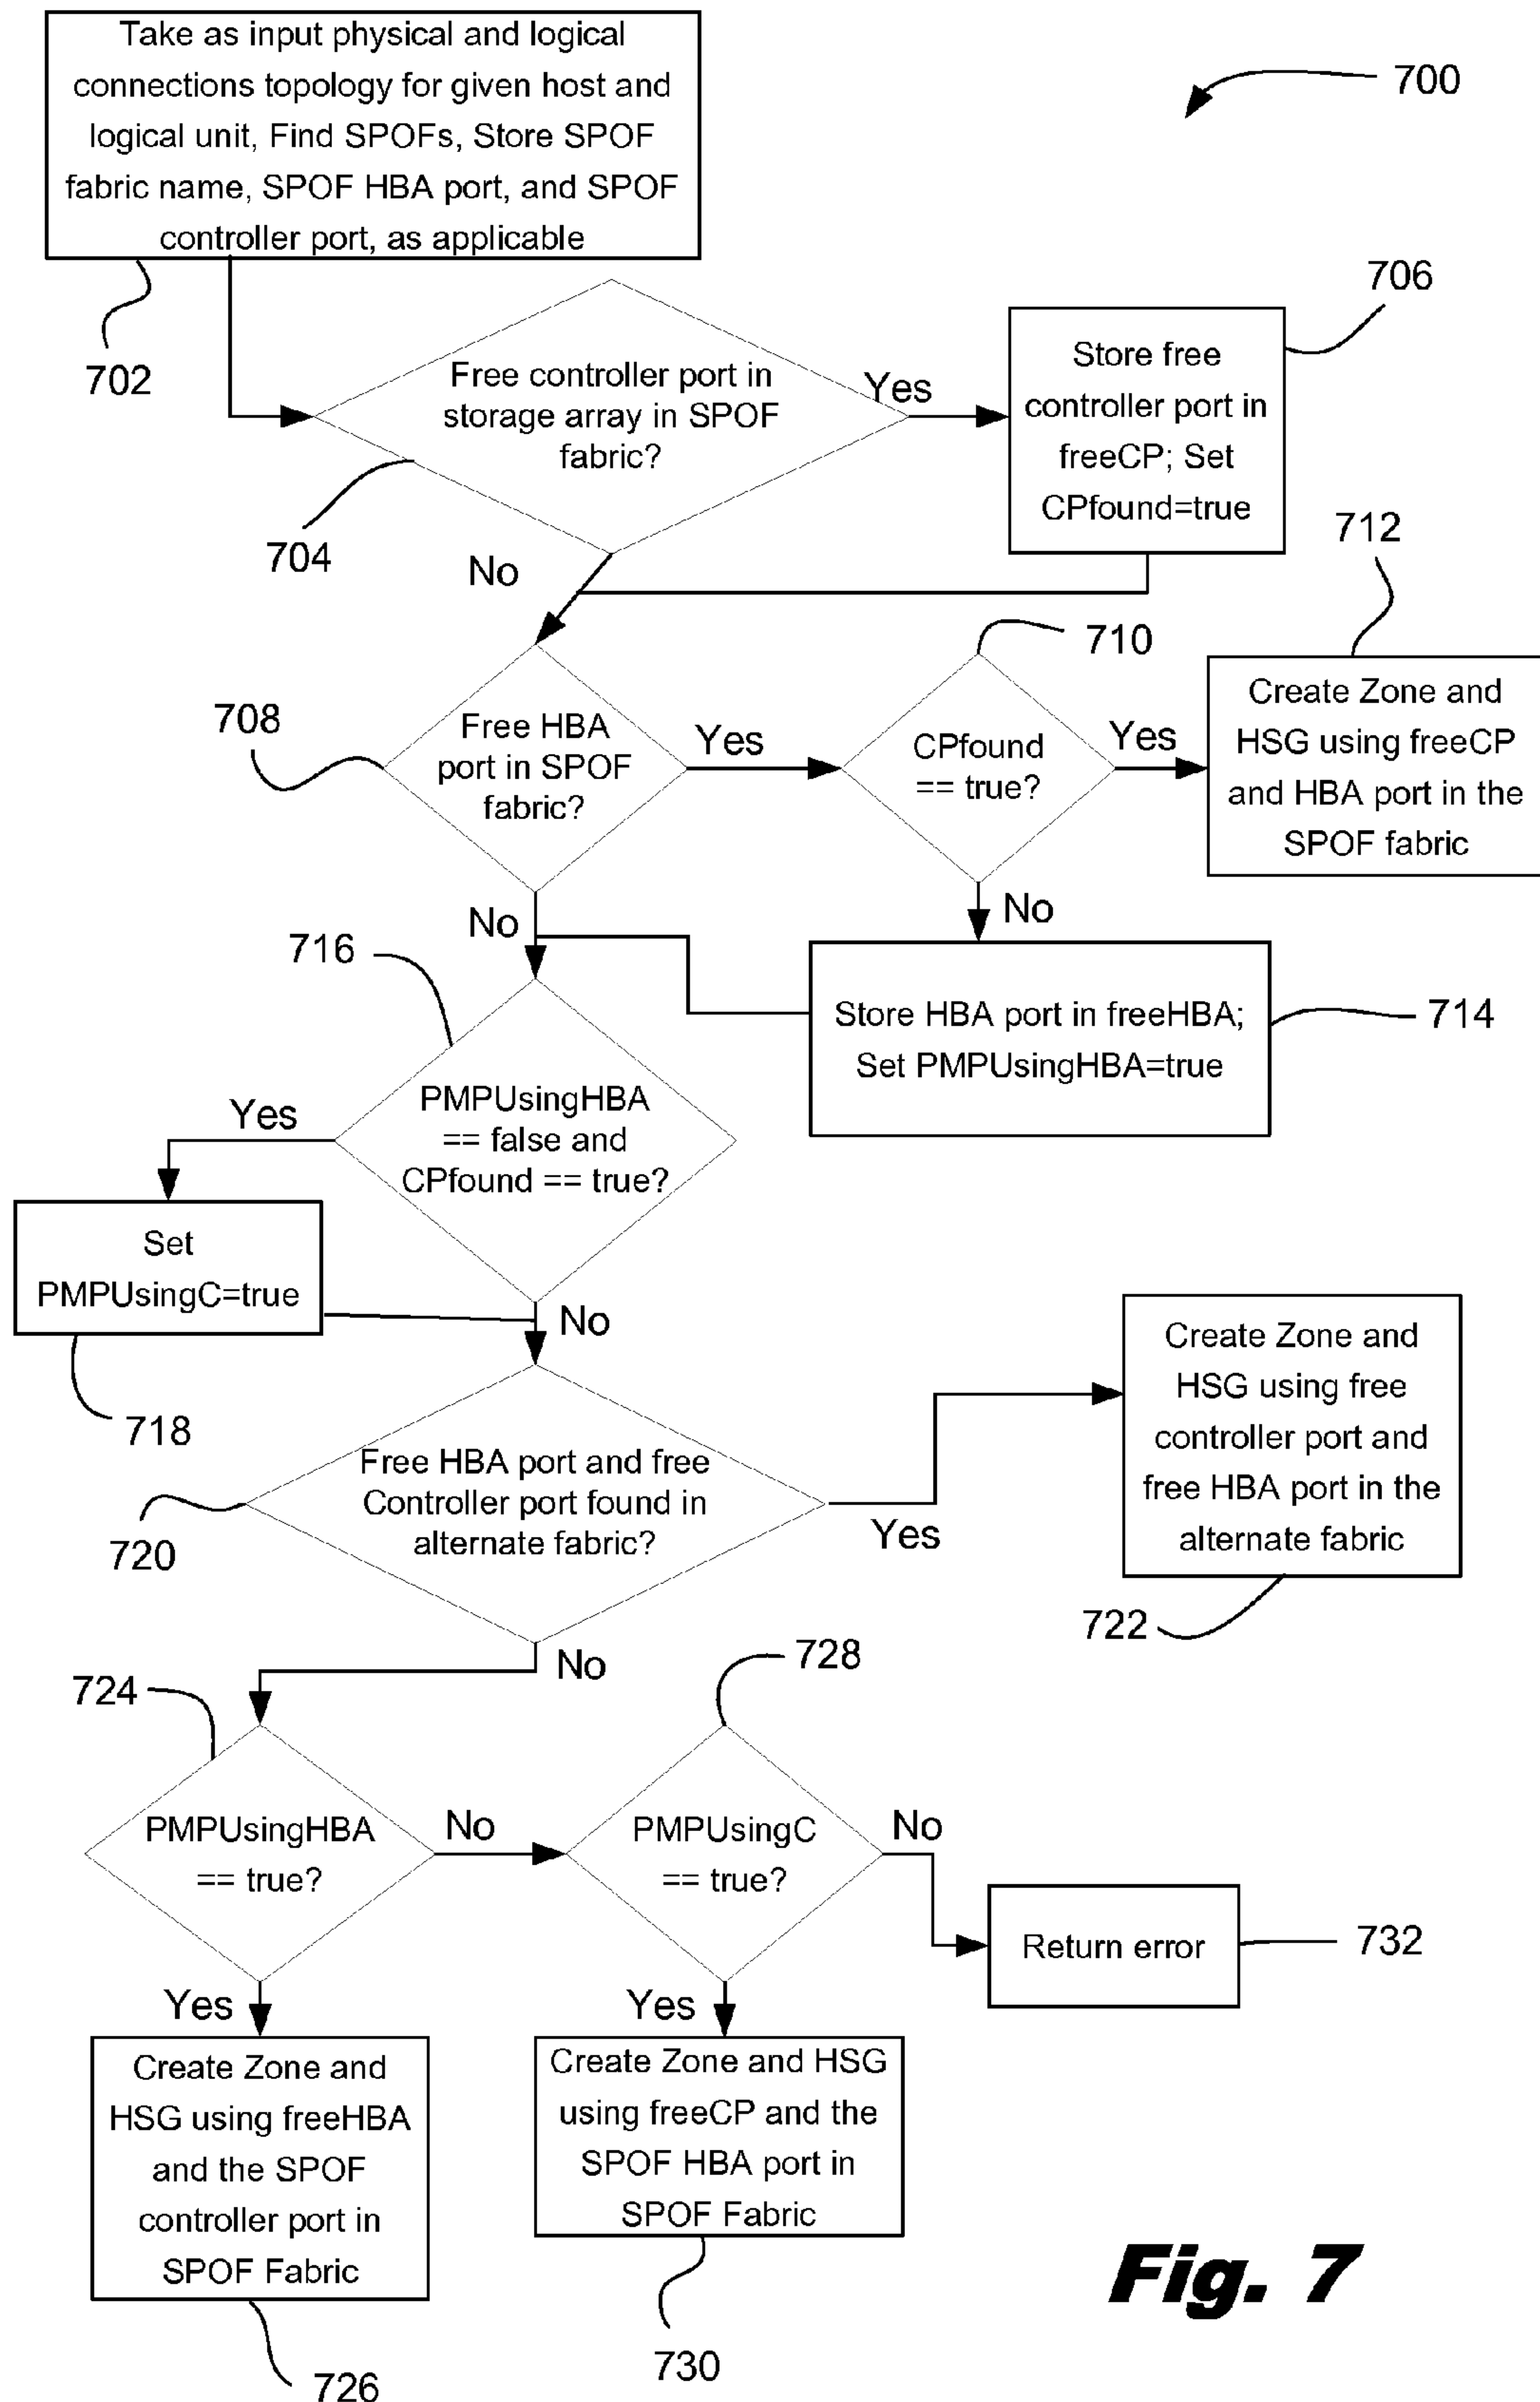 Take as input physical and logical
connections topology for given host and
logical unit, Find SPOFs, Store SPOF
fabric name, SPOF HBA port, and SPOF
controller port, as applicable
700
702
706
Free controller port in
storage array in SPOF
fabric?
Yes
704
Store free
controller port in
freeCP; Set
CPfound=true
No
712
710
708
Free HBA
port in SPOF
fabric?
Yes
CPfound
== true?
Yes
Create Zone and
HSG using freeCP
and HBA port in the
SPOF fabric
No
No
716
Store HBA port in freeHBA;
Set PMPUsingHBA=true
714
PMPUsingHBA
== false and
CPfound == true?
Yes
Set
PMPUsingC=true
No
718
Free HBA port and free
Controller port found in
alternate fabric?
720
Yes
Create Zone and
HSG using free
controller port and
free HBA port in the
alternate fabric
722
No
724
728
PMPUsingHBA
== true?
No
PMPUsingC
== true?
No
Return error
732
Yes
Yes
Create Zone and
HSG using freeHBA
and the SPOF
controller port in
SPOF Fabric
Create Zone and HSG
using freeCP and the
SPOF HBA port in
SPOF Fabric
726
730
Fig. 7